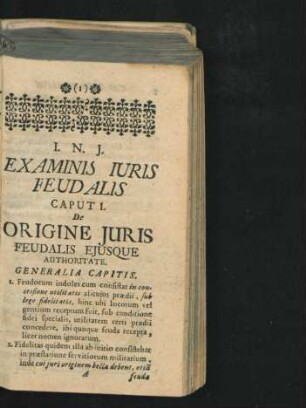 (1)
I. N. J.
EXAMINIS IURIS
FEUDALIS
CAPUT I.
De
ORIGINE JURIS
FEUDALIS EJUSQUE
AUTHORITATE.
GENERALIA CAPITIS.
1. Feudorum indoles cum consistat in con-
cessione utilitatis alicujus prædii, sub
lege fidelitatis, hinc ubi locorum vel
gentium receptum fuit, sub conditione
fidei specialis, utilitatem certi prædii
concedere, ibi quoque feuda recepta,
licet nomen ignorarum.
2. Fidelitas quidem illa ab initio consistebat
in præstatione servitiorum militarium,
inde cui juri originem bella debent, etsi
A feuda